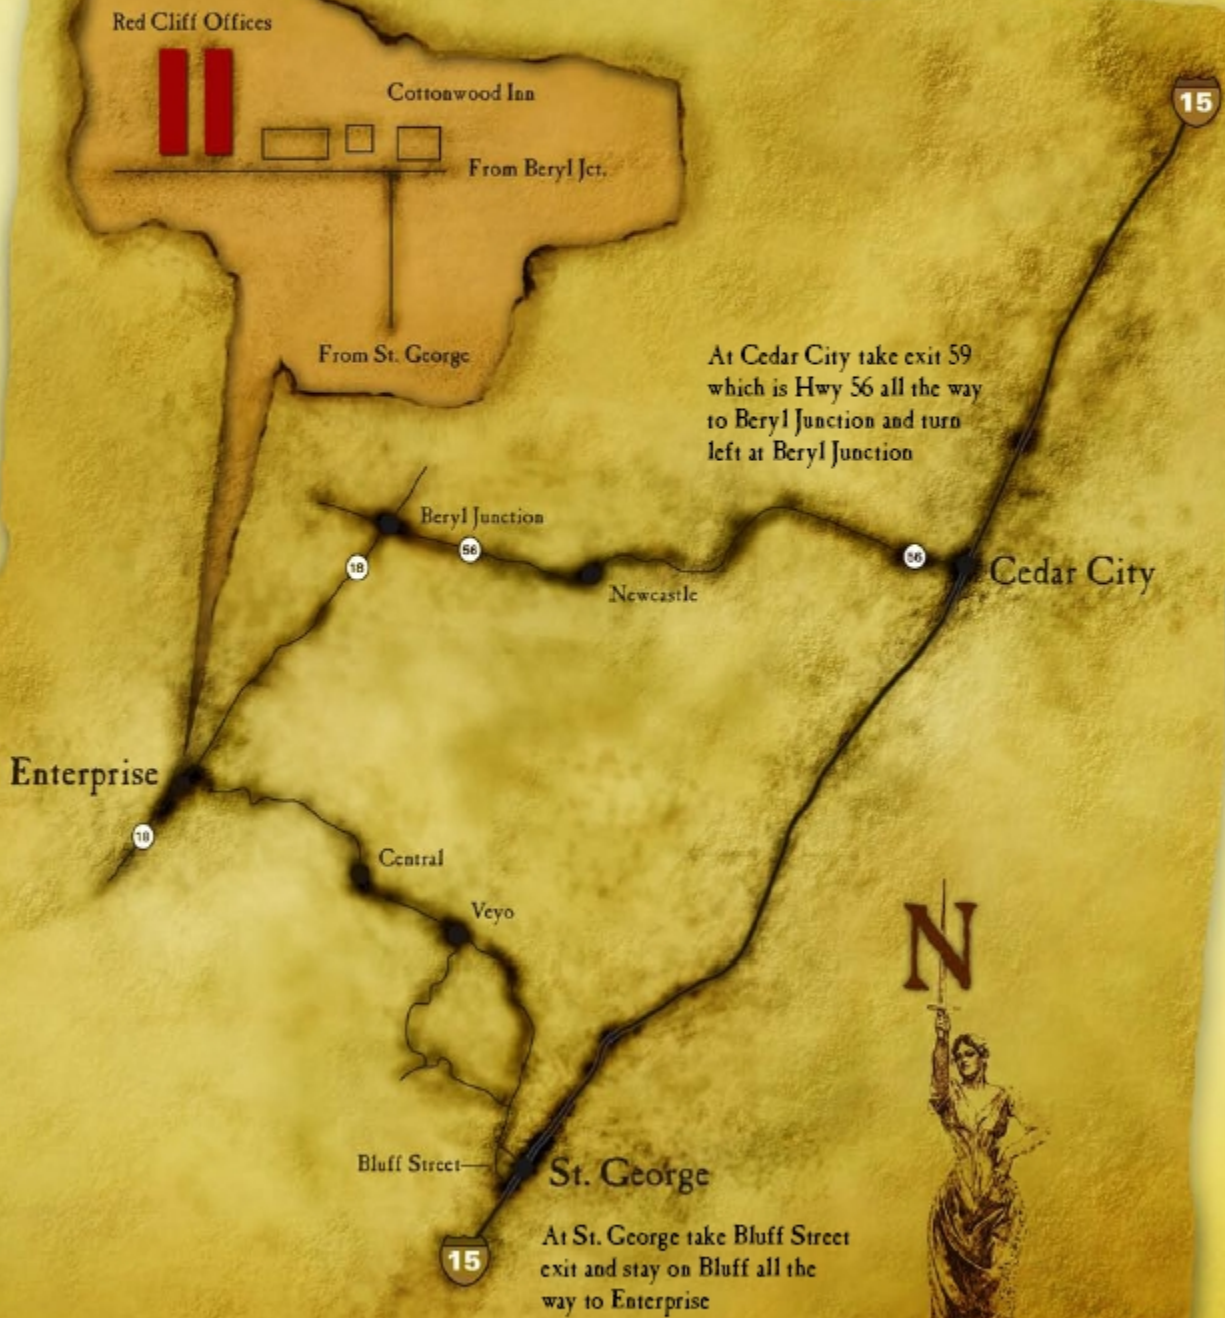 Red Cliff Offices
Cottonwood Inn
From Beryl Jct.
From St. George
15
At Cedar City take exit 59
which is Hwy 56 all the way
to Beryl Junction and turn
left at Beryl Junction
Beryl Junction
56
18
56
Cedar City
Newcastle
Enterprise
18
Central
Veyo
N
Bluff Street
St. George
15
At St. George take Bluff Street
exit and stay on Bluff all the
way to Enterprise